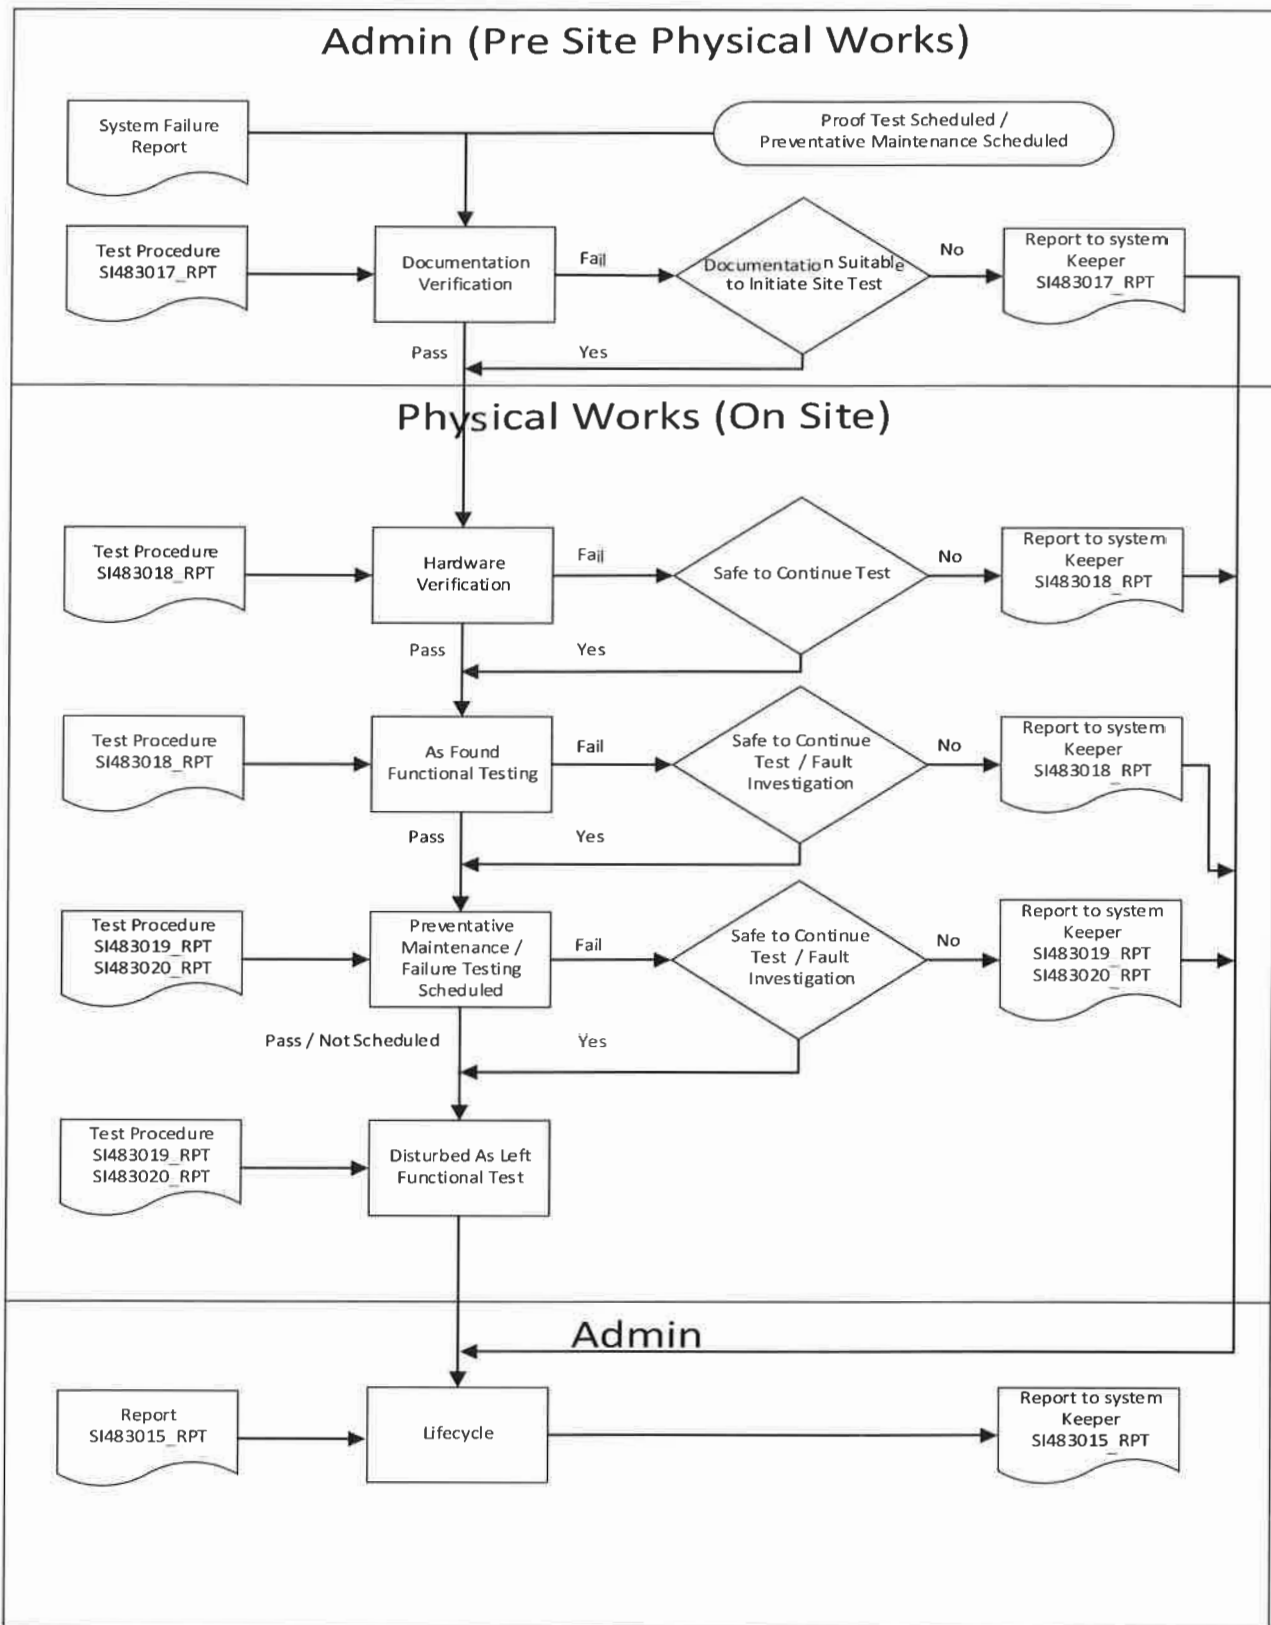 Admin (Pre Site Physical Works)
System Failure
Report
Proof Test Scheduled /
Preventative Maintenance Scheduled
Test Procedure
SI483017_RPT
Documentation
Verification
Fail
Documentation Suitable
to Initiate Site Test
No
Report to system
Keeper
SI483017_RPT
Pass
Yes
Physical Works (On Site)
Test Procedure
SI483018_RPT
Hardware
Verification
Fail
Safe to Continue Test
No
Report to system
Keeper
SI483018_RPT
Pass
Yes
Test Procedure
SI483018_RPT
As Found
Functional Testing
Fail
Safe to Continue
Test / Fault
Investigation
No
Report to system
Keeper
SI483018_RPT
Pass
Yes
Test Procedure
SI483019_RPT
SI483020_RPT
Preventative
Maintenance /
Failure Testing
Scheduled
Fail
Safe to Continue
Test / Fault
Investigation
No
Report to system
Keeper
SI483019_RPT
SI483020_RPT
Pass / Not Scheduled
Yes
Test Procedure
SI483019_RPT
SI483020_RPT
Disturbed As Left
Functional Test
Admin
Report
SI483015_RPT
Lifecycle
Report to system
Keeper
SI483015_RPT